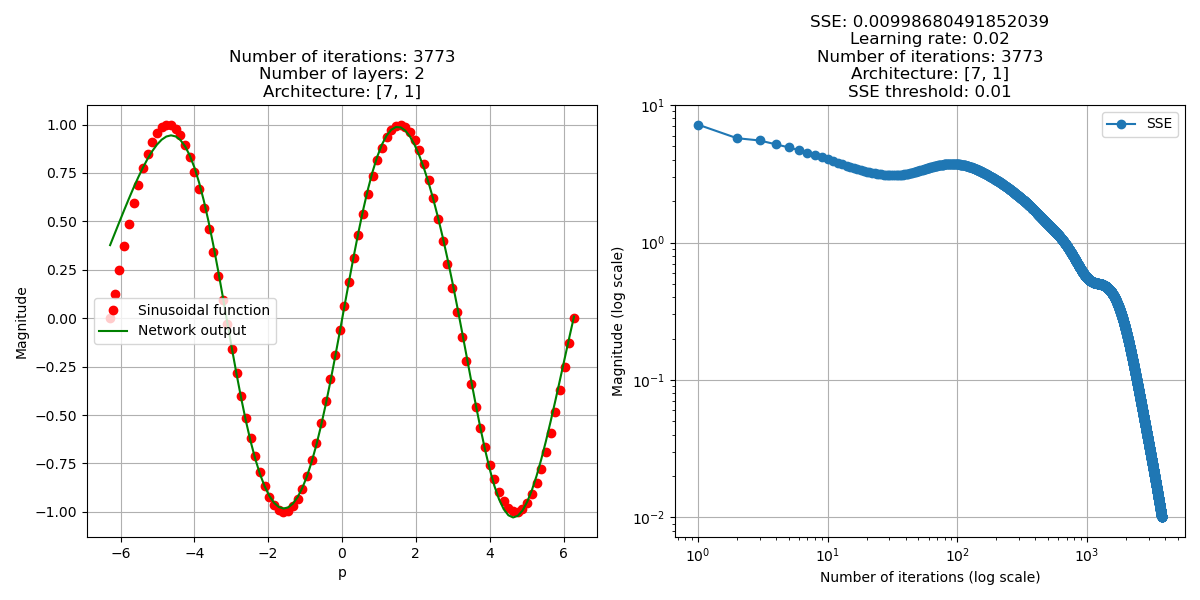 Number of iterations: 3773
Number of layers: 2
Architecture: [7, 1]
1.00
0.75
0.50
0.25
0.00
−0.25
−0.50
−0.75
−1.00
Magnitude
Sinusoidal function
Network output
−6
−4
−2
0
2
4
6
p
SSE: 0.00998680491852039
Learning rate: 0.02
Number of iterations: 3773
Architecture: [7, 1]
SSE threshold: 0.01
10¹
10⁰
10⁻¹
10⁻²
Magnitude (log scale)
SSE
10⁰
10¹
10²
10³
Number of iterations (log scale)